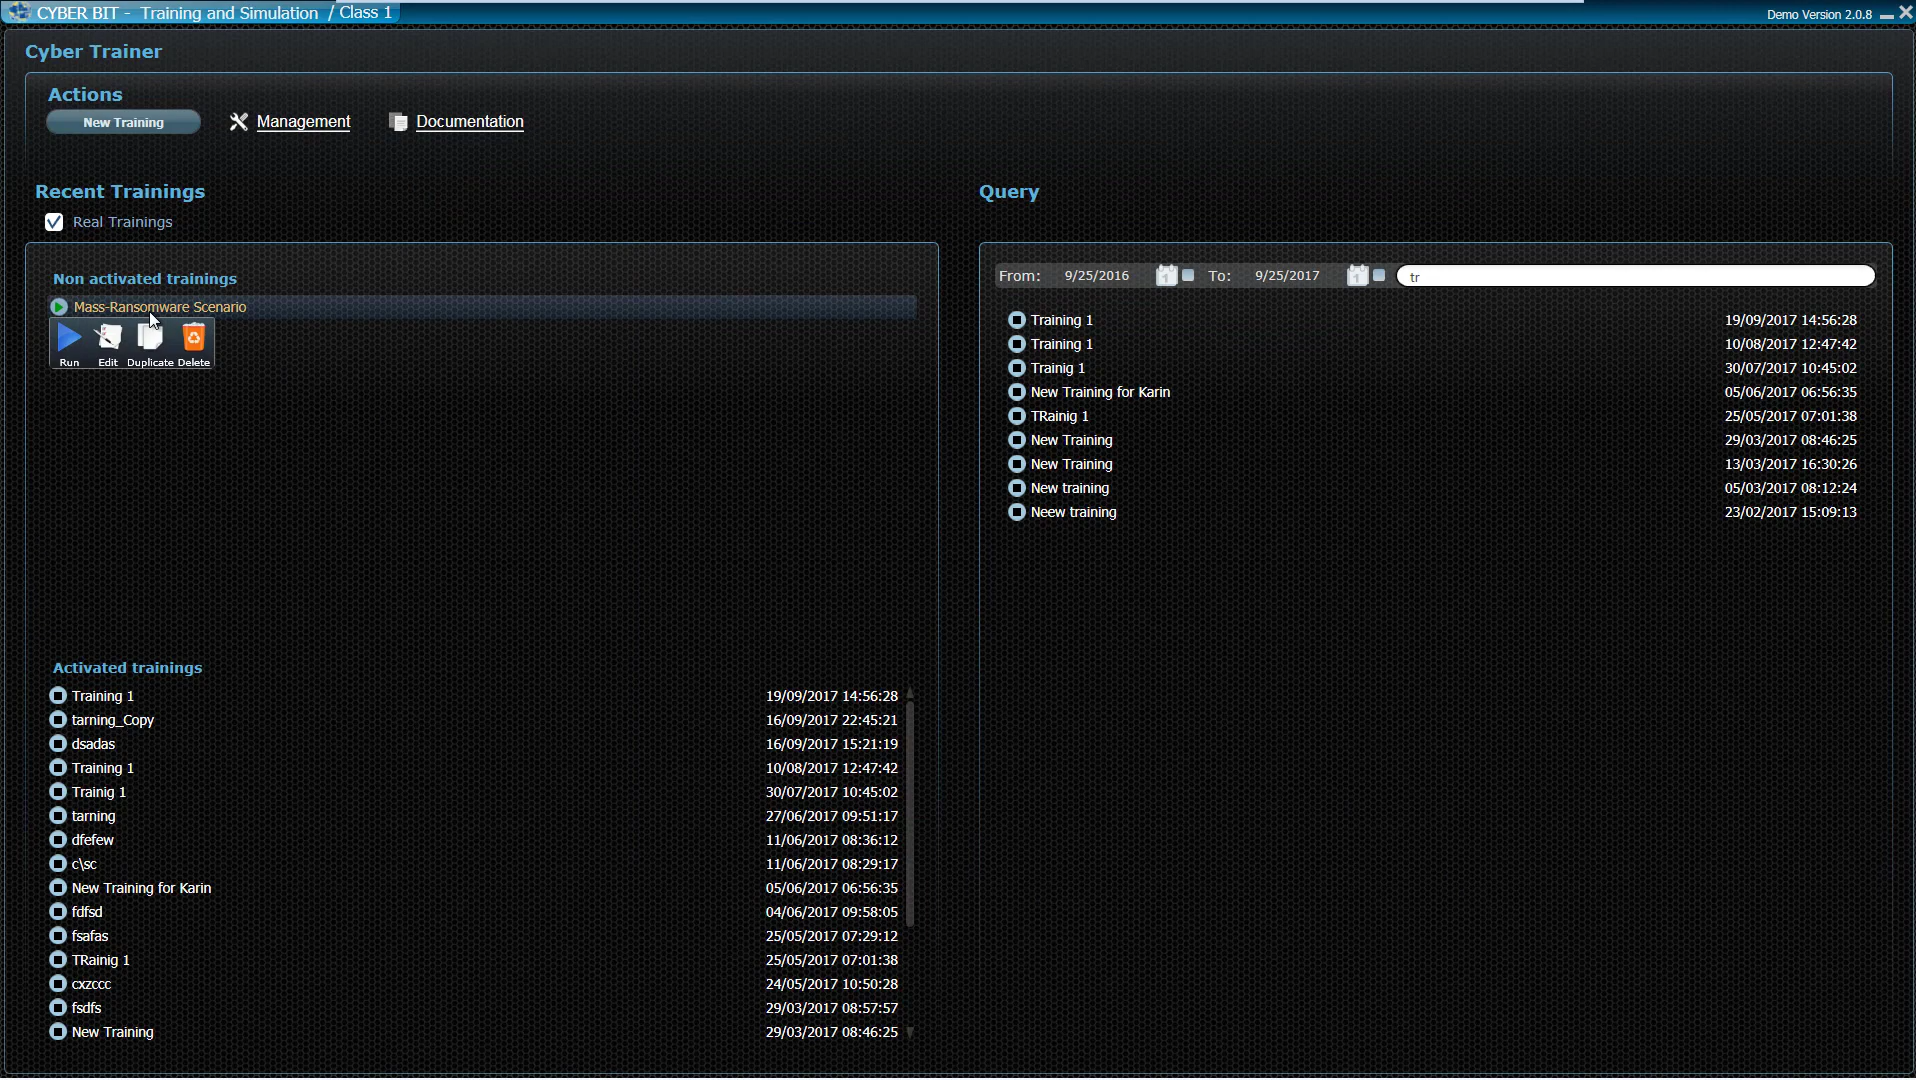 CYBER BIT - Training and Simulation / Class 1
Demo Version 2.0.8
Cyber Trainer
Actions
New Training Management Documentation
Recent Trainings
Real Trainings
Non activated trainings
Mass-Ransomware Scenario
Run Edit Duplicate Delete
Activated trainings
Training 1 19/09/2017 14:56:28
tarning_Copy 16/09/2017 22:45:21
dsadas 16/09/2017 15:21:19
Training 1 10/08/2017 12:47:42
Trainig 1 30/07/2017 10:45:02
tarning 27/06/2017 09:51:17
dfefew 11/06/2017 08:36:12
c\sc 11/06/2017 08:29:17
New Training for Karin 05/06/2017 06:56:35
fdfsd 04/06/2017 09:58:05
fsafas 25/05/2017 07:29:12
TRainig 1 25/05/2017 07:01:38
cxzccc 24/05/2017 10:50:28
fsdfs 29/03/2017 08:57:57
New Training 29/03/2017 08:46:25
Query
From: 9/25/2016 1 To: 9/25/2017 1 tr
Training 1 19/09/2017 14:56:28
Training 1 10/08/2017 12:47:42
Trainig 1 30/07/2017 10:45:02
New Training for Karin 05/06/2017 06:56:35
TRainig 1 25/05/2017 07:01:38
New Training 29/03/2017 08:46:25
New Training 13/03/2017 16:30:26
New training 05/03/2017 08:12:24
Neew training 23/02/2017 15:09:13